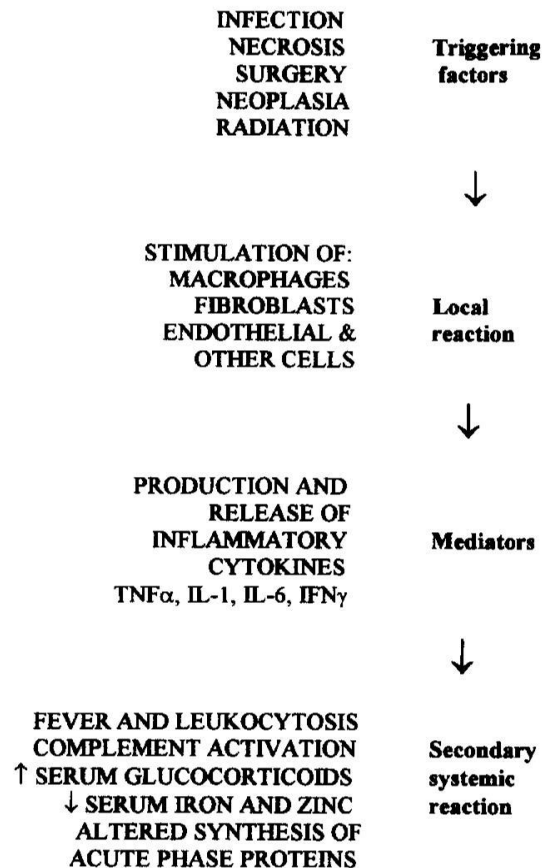 INFECTION
NECROSIS
SURGERY
NEOPLASIA
RADIATION
Triggering
factors
↓
STIMULATION OF:
MACROPHAGES
FIBROBLASTS
ENDOTHELIAL &
OTHER CELLS
Local
reaction
↓
PRODUCTION AND
RELEASE OF
INFLAMMATORY
CYTOKINES
TNFα, IL-1, IL-6, IFNγ
Mediators
↓
FEVER AND LEUKOCYTOSIS
COMPLEMENT ACTIVATION
↑ SERUM GLUCOCORTICOIDS
↓ SERUM IRON AND ZINC
ALTERED SYNTHESIS OF
ACUTE PHASE PROTEINS
Secondary
systemic
reaction